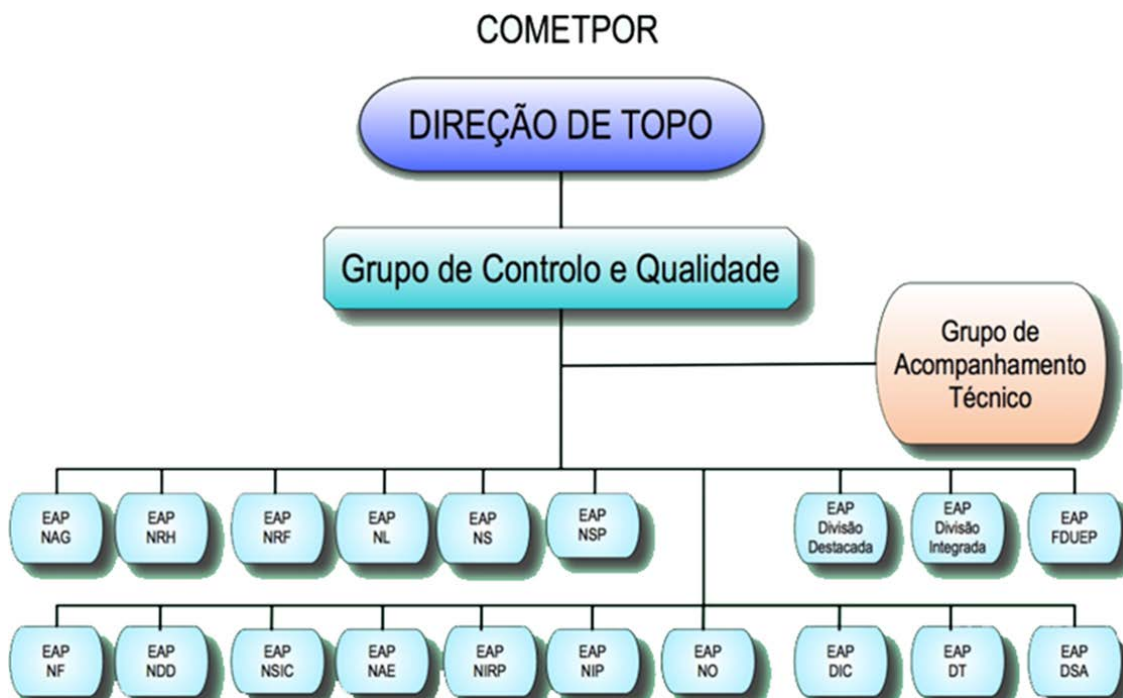 COMETPOR
DIREÇÃO DE TOPO
Grupo de Controlo e Qualidade
Grupo de
Acompanhamento
Técnico
EAP
NAG
EAP
NRH
EAP
NRF
EAP
NL
EAP
NS
EAP
NSP
EAP
Divisão
Destacada
EAP
Divisão
Integrada
EAP
FDUEP
EAP
NF
EAP
NDD
EAP
NSIC
EAP
NAE
EAP
NIRP
EAP
NIP
EAP
NO
EAP
DIC
EAP
DT
EAP
DSA